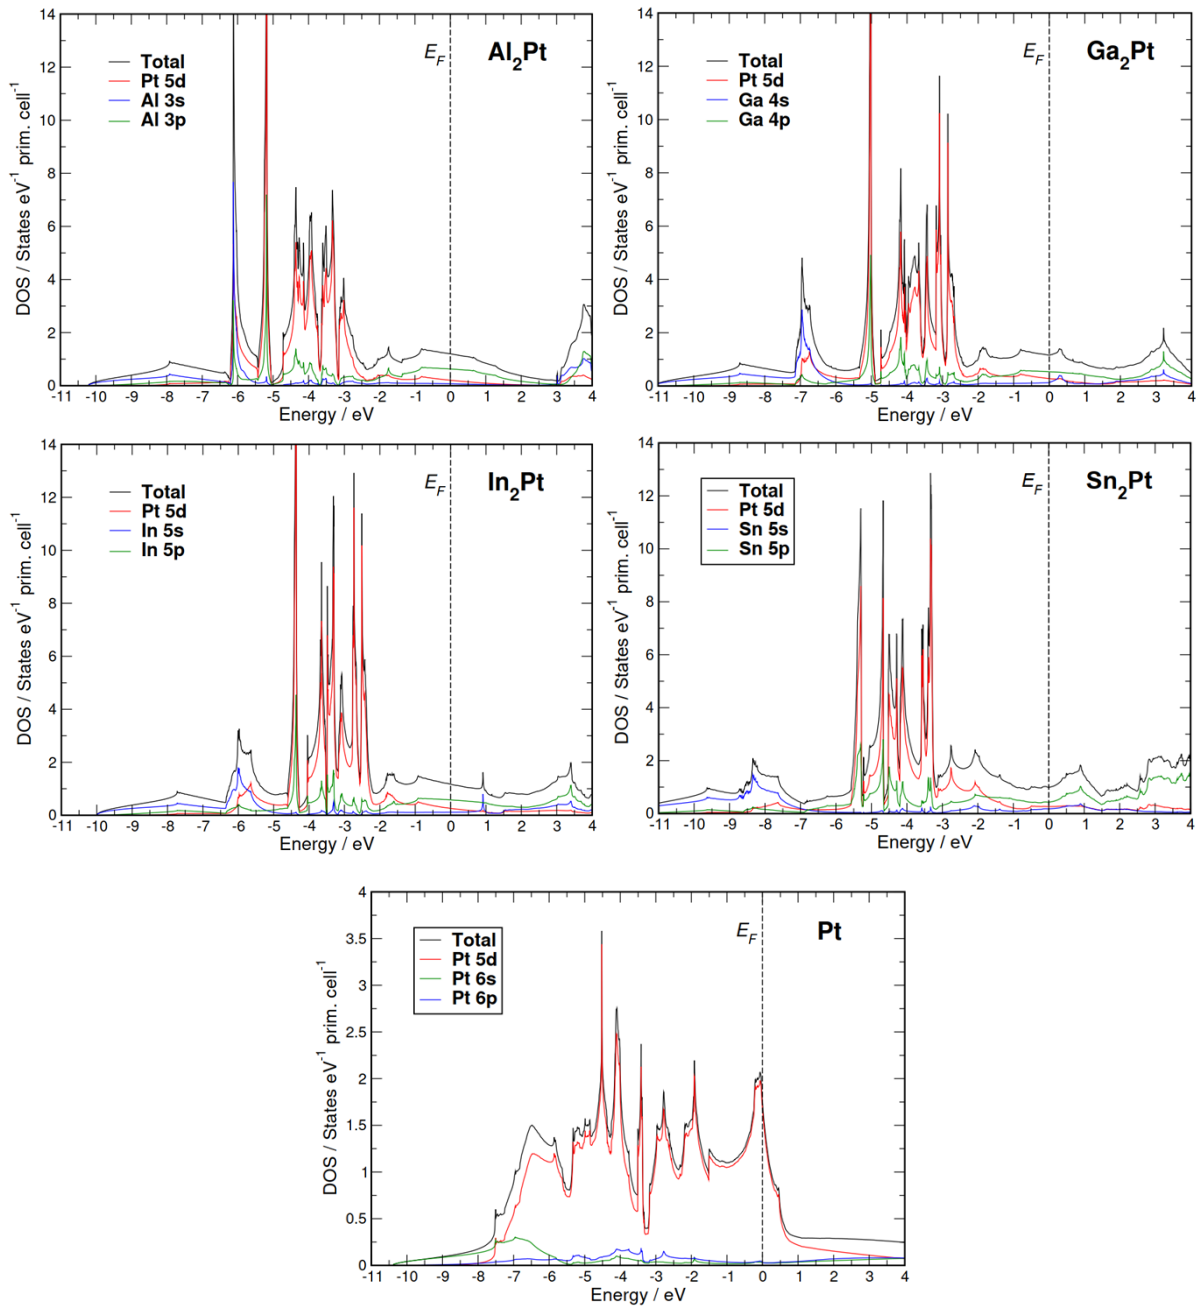 14
12
10
8
6
4
2
0
DOS / States eV⁻¹ prim. cell⁻¹
Total
Pt 5d
Al 3s
Al 3p
E_F
Al₂Pt
-11 -10 -9 -8 -7 -6 -5 -4 -3 -2 -1 0 1 2 3 4
Energy / eV
14
12
10
8
6
4
2
0
DOS / States eV⁻¹ prim. cell⁻¹
Total
Pt 5d
Ga 4s
Ga 4p
E_F
Ga₂Pt
-11 -10 -9 -8 -7 -6 -5 -4 -3 -2 -1 0 1 2 3 4
Energy / eV
14
12
10
8
6
4
2
0
DOS / States eV⁻¹ prim. cell⁻¹
Total
Pt 5d
In 5s
In 5p
E_F
In₂Pt
-11 -10 -9 -8 -7 -6 -5 -4 -3 -2 -1 0 1 2 3 4
Energy / eV
14
12
10
8
6
4
2
0
DOS / States eV⁻¹ prim. cell⁻¹
Total
Pt 5d
Sn 5s
Sn 5p
E_F
Sn₂Pt
-11 -10 -9 -8 -7 -6 -5 -4 -3 -2 -1 0 1 2 3 4
Energy / eV
4
3.5
3
2.5
2
1.5
1
0.5
0
DOS / States eV⁻¹ prim. cell⁻¹
Total
Pt 5d
Pt 6s
Pt 6p
E_F
Pt
-11 -10 -9 -8 -7 -6 -5 -4 -3 -2 -1 0 1 2 3 4
Energy / eV